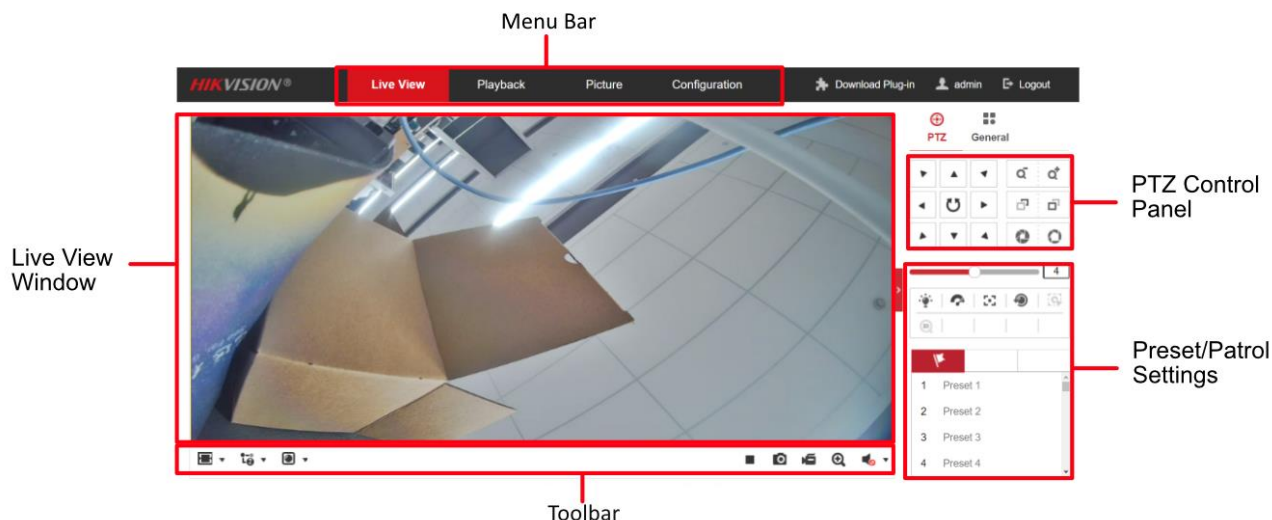 Menu Bar
HIKVISION®
Live View
Playback
Picture
Configuration
Download Plug-in
admin
Logout
PTZ
General
PTZ Control
Panel
Live View
Window
4
Preset/Patrol
Settings
1 Preset 1
2 Preset 2
3 Preset 3
4 Preset 4
Toolbar